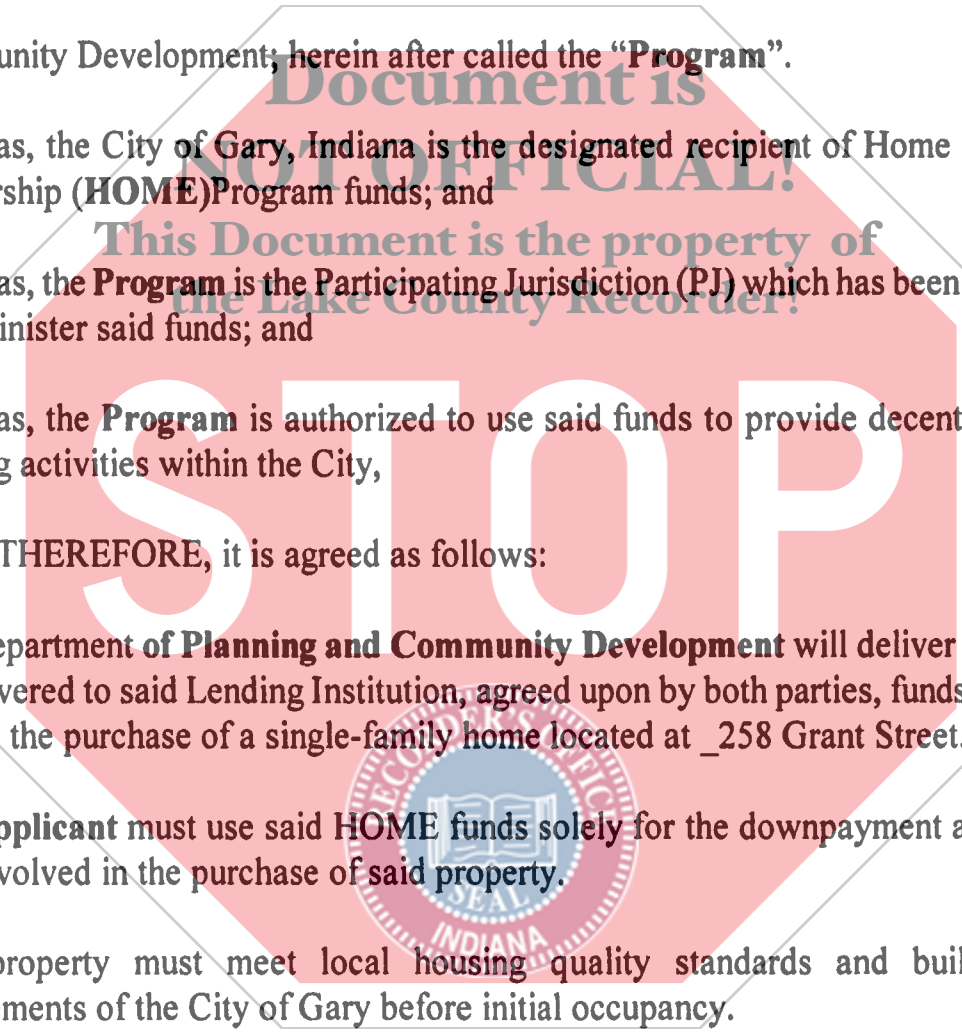 unity Development; herein after called the “Program”.
Document is
as, the City of Gary, Indiana is the designated recipient of Home
NOT OFFICIAL!
rship (HOME)Program funds; and
This Document is the property of
as, the Program is the Participating Jurisdiction (PJ) which has been
the Lake County Recorder!
inister said funds; and
STOP
as, the Program is authorized to use said funds to provide decent
g activities within the City,
THEREFORE, it is agreed as follows:
epartment of Planning and Community Development will deliver
vered to said Lending Institution, agreed upon by both parties, funds
the purchase of a single-family home located at _258 Grant Street.
RECORDER'S OFFICE
pplicant must use said HOME funds solely for the downpayment a
volved in the purchase of said property.
SEAL
INDIANA
property must meet local housing quality standards and buil
ements of the City of Gary before initial occupancy.